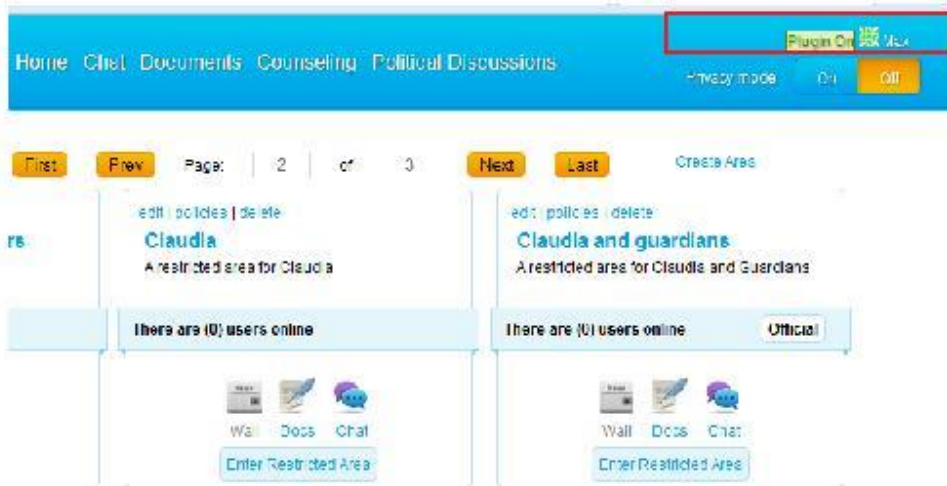 Plugin On Max
Home Chat Documents Counseling Political Discussions
Privacy mode On Off
First Prev Page: 2 of 3 Next Last Create Area
edit | policies | delete
edit | policies | delete
rs
Claudia
Claudia and guardians
A restricted area for Claudia
A restricted area for Claudia and Guardians
There are (0) users online
There are (0) users online Official
Wall Docs Chat
Wall Docs Chat
Enter Restricted Area
Enter Restricted Area